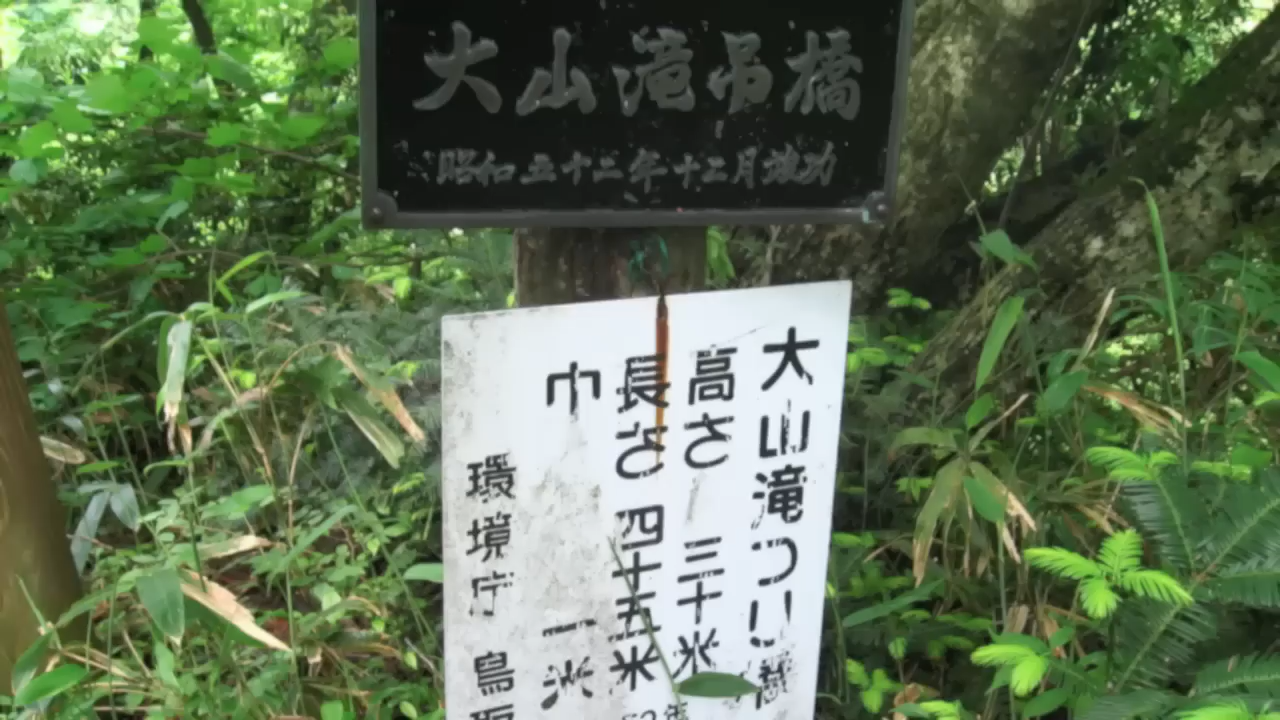 大山滝吊橋
昭和五十二年十二月竣功
大山滝つり橋
高さ 三十米
長さ 四十五米
巾 一米
環境庁 鳥